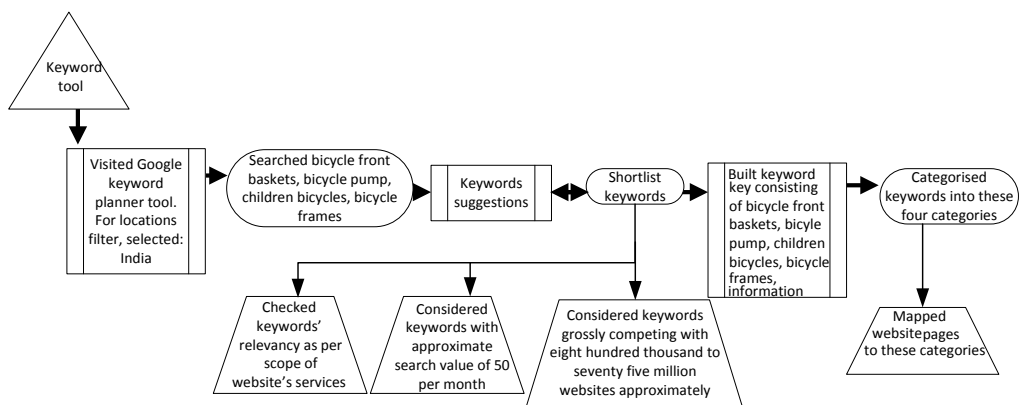 Keyword
tool
Visited Google
keyword
planner tool.
For locations
filter, selected:
India
Searched bicycle front
baskets, bicycle pump,
children bicycles, bicycle
frames
Keywords
suggestions
Shortlist
keywords
Built keyword
key consisting
of bicycle front
baskets, bicyle
pump, children
bicycles, bicycle
frames,
information
Categorised
keywords into these
four categories
Checked
keywords’
relevancy as per
scope of
website’s services
Considered
keywords with
approximate
search value of 50
per month
Considered keywords
grossly competing with
eight hundred thousand to
seventy five million
websites approximately
Mapped
websitepages
to these categories